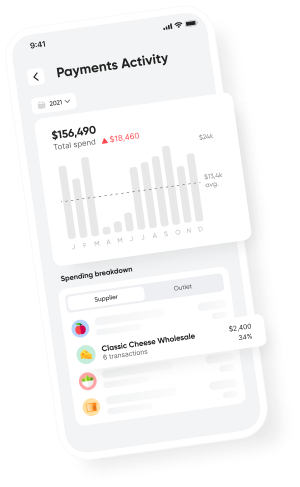 9:41
Payments Activity
2021
$156,490
Total spend $18,460
$24k
$13,4k
avg.
J F M A M J J A S O N D
Spending breakdown
Supplier Outlet
Classic Cheese Wholesale $2,400
6 transactions 34%